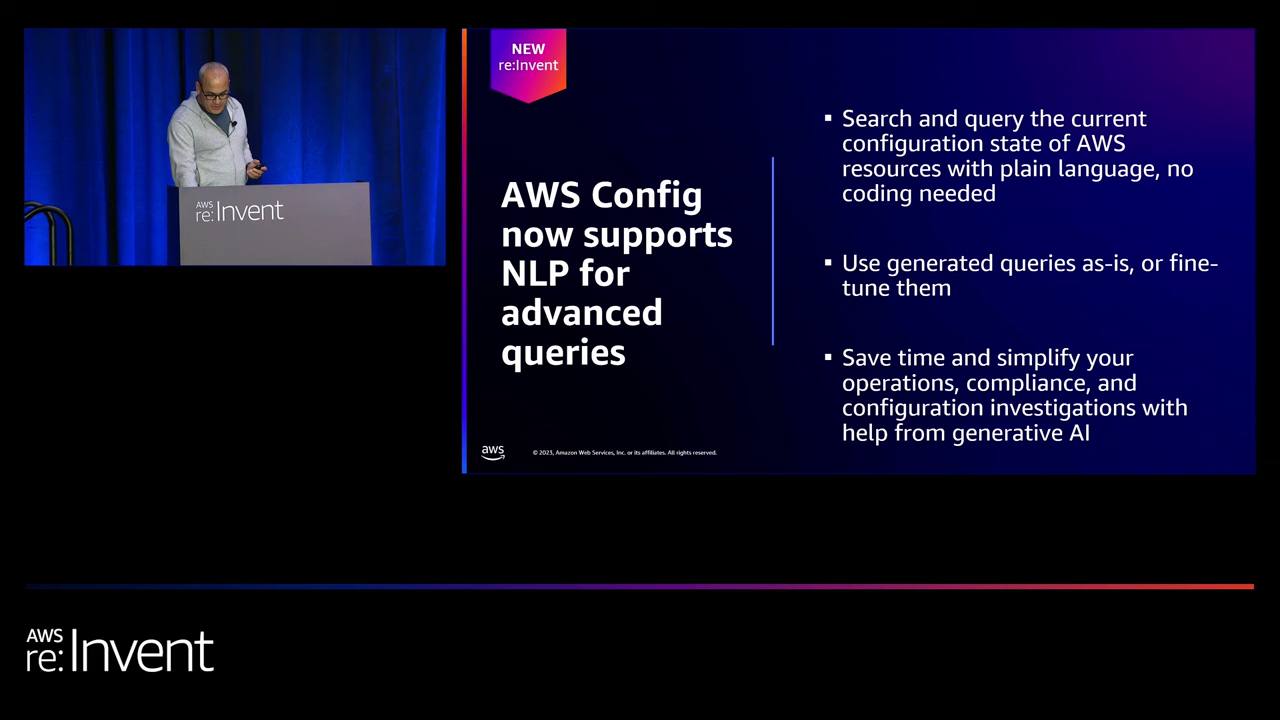 AWS
re:Invent
NEW
re:Invent
AWS Config
now supports
NLP for
advanced
queries
▪ Search and query the current
configuration state of AWS
resources with plain language, no
coding needed
▪ Use generated queries as-is, or fine-
tune them
▪ Save time and simplify your
operations, compliance, and
configuration investigations with
help from generative AI
aws
© 2023, Amazon Web Services, Inc. or its affiliates. All rights reserved.
AWS
re:Invent